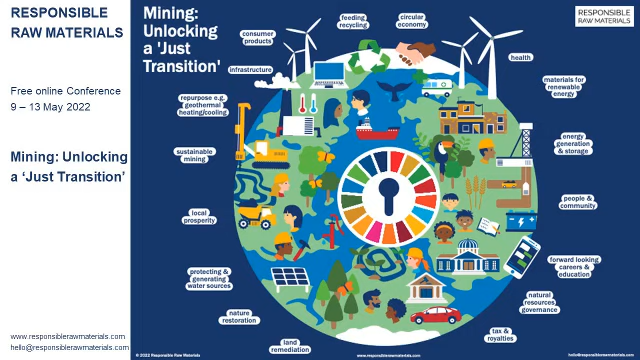 RESPONSIBLE
RAW MATERIALS
Free online Conference
9 – 13 May 2022
Mining: Unlocking
a ‘Just Transition’
www.responsiblerawmaterials.com
hello@responsiblerawmaterials.com
Mining:
Unlocking
a 'Just
Transition'
RESPONSIBLE
RAW MATERIALS
feeding
recycling
circular
economy
consumer
products
infrastructure
repurpose e.g.
geothermal
heating/cooling
sustainable
mining
local
prosperity
protecting &
generating
water sources
nature
restoration
land
remediation
health
materials for
renewable
energy
energy
generation
& storage
people &
community
forward looking
careers &
education
natural
resources
governance
tax &
royalties
© 2022 Responsible Raw Materials
www.responsiblerawmaterials.com
hello@responsiblerawmaterials.com